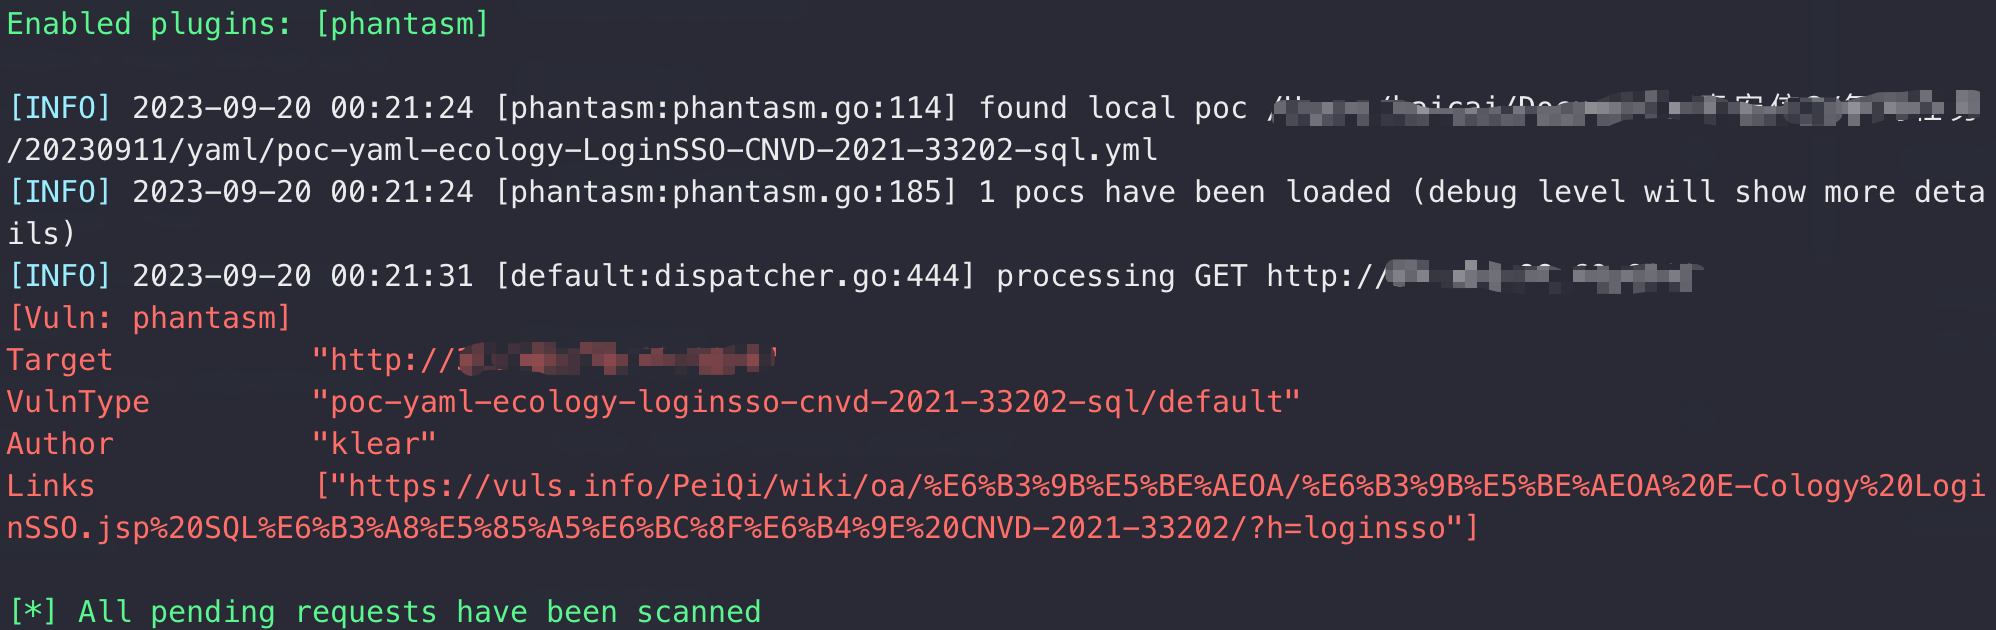 Enabled plugins: [phantasm]
[INFO] 2023-09-20 00:21:24 [phantasm:phantasm.go:114] found local poc
/20230911/yaml/poc-yaml-ecology-LoginSSO-CNVD-2021-33202-sql.yml
[INFO] 2023-09-20 00:21:24 [phantasm:phantasm.go:185] 1 pocs have been loaded (debug level will show more deta
ils)
[INFO] 2023-09-20 00:21:31 [default:dispatcher.go:444] processing GET http://
[Vuln: phantasm]
Target "http://
VulnType "poc-yaml-ecology-loginsso-cnvd-2021-33202-sql/default"
Author "klear"
Links ["https://vuls.info/PeiQi/wiki/oa/%E6%B3%9B%E5%BE%AEOA/%E6%B3%9B%E5%BE%AEOA%20E-Cology%20Logi
nSSO.jsp%20SQL%E6%B3%A8%E5%85%A5%E6%BC%8F%E6%B4%9E%20CNVD-2021-33202/?h=loginsso"]
[*] All pending requests have been scanned